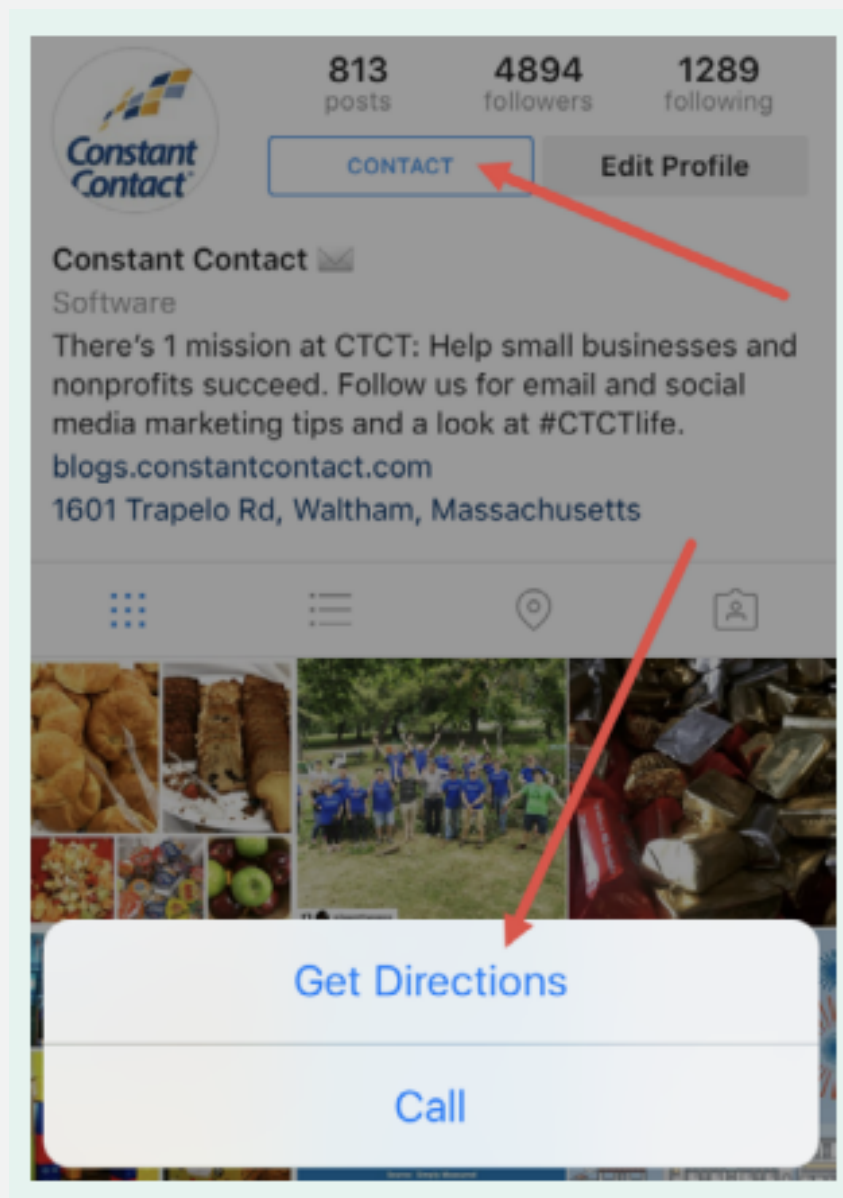 813 4894 1289
posts followers following
Constant
Contact
CONTACT Edit Profile
Constant Contact
Software
There's 1 mission at CTCT: Help small businesses and
nonprofits succeed. Follow us for email and social
media marketing tips and a look at #CTCTlife.
blogs.constantcontact.com
1601 Trapelo Rd, Waltham, Massachusetts
Get Directions
Call